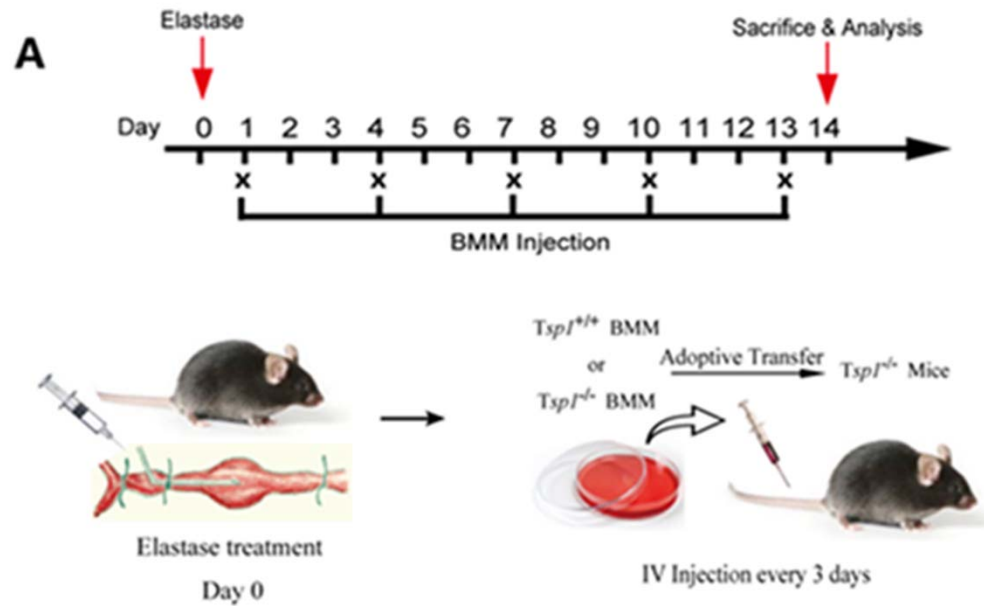 A
Elastase
Sacrifice & Analysis
Day 0 1 2 3 4 5 6 7 8 9 10 11 12 13 14
x x x x x
BMM Injection
Tsp1+/+ BMM
or
Tsp1-/- BMM
Adoptive Transfer
Tsp1-/- Mice
Elastase treatment
Day 0
IV Injection every 3 days